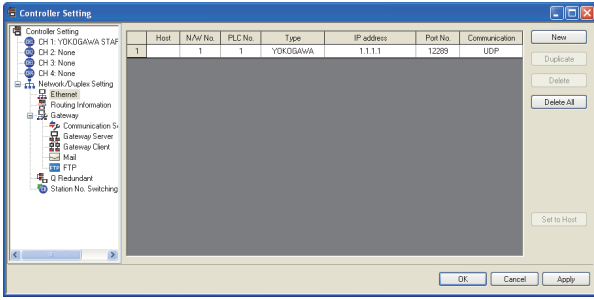 Controller Setting
Controller Setting
CH 1: YOKOGAWA STAF
CH 2: None
CH 3: None
CH 4: None
Network/Duplex Setting
Ethernet
Routing Information
Gateway
Communication S
Gateway Server
Gateway Client
Mail
FTP FTP
Q Redundant
Station No. Switching
Host N/W No. PLC No. Type IP address Port No. Communication
1 1 1 YOKOGAWA 1.1.1.1 12289 UDP
New
Duplicate
Delete
Delete All
Set to Host
OK Cancel Apply